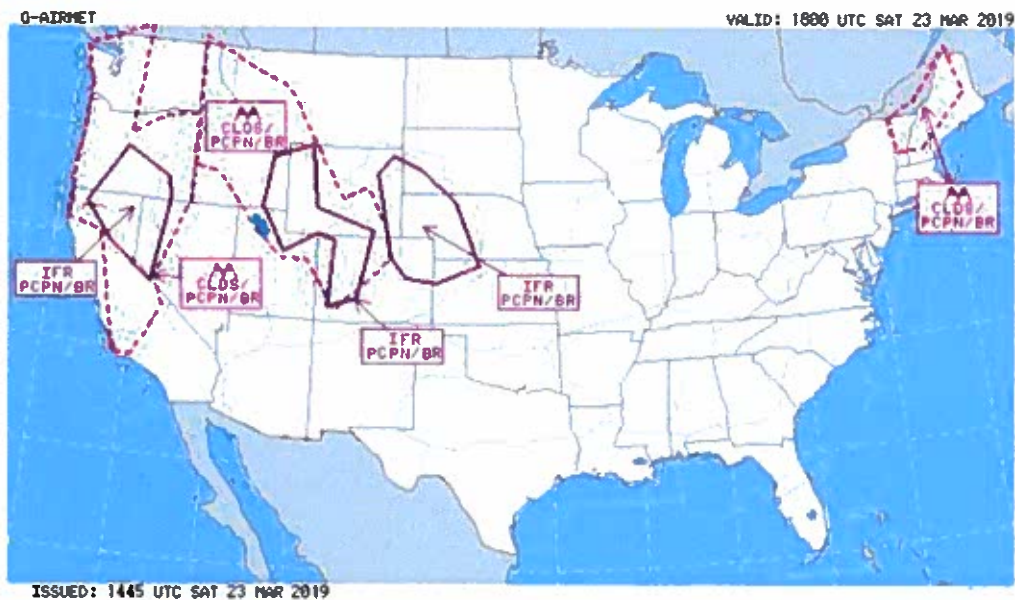 G-AIRMET
VALID: 1800 UTC SAT 23 MAR 2019
CLDS/
PCPN/BR
CLDS/
PCPN/BR
IFR
PCPN/BR
CLDS/
PCPN/BR
IFR
PCPN/BR
IFR
PCPN/BR
ISSUED: 1445 UTC SAT 23 MAR 2019